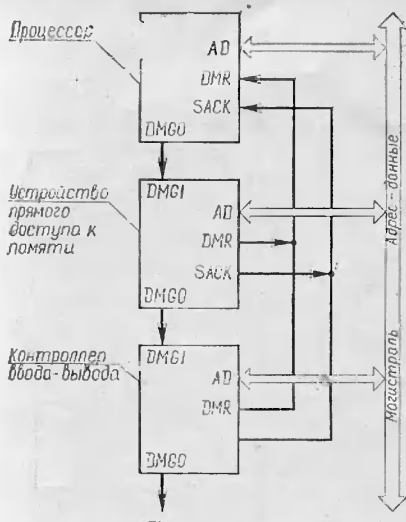 Процессор
AD
DMR
SACK
DMGO
Устройство
прямого
доступа к
памяти
DMGI
AD
DMR
SACK
DMGO
Контроллер
ввода-вывода
DMGI
AD
DMR
DMGO
Магистраль Адрес-данные